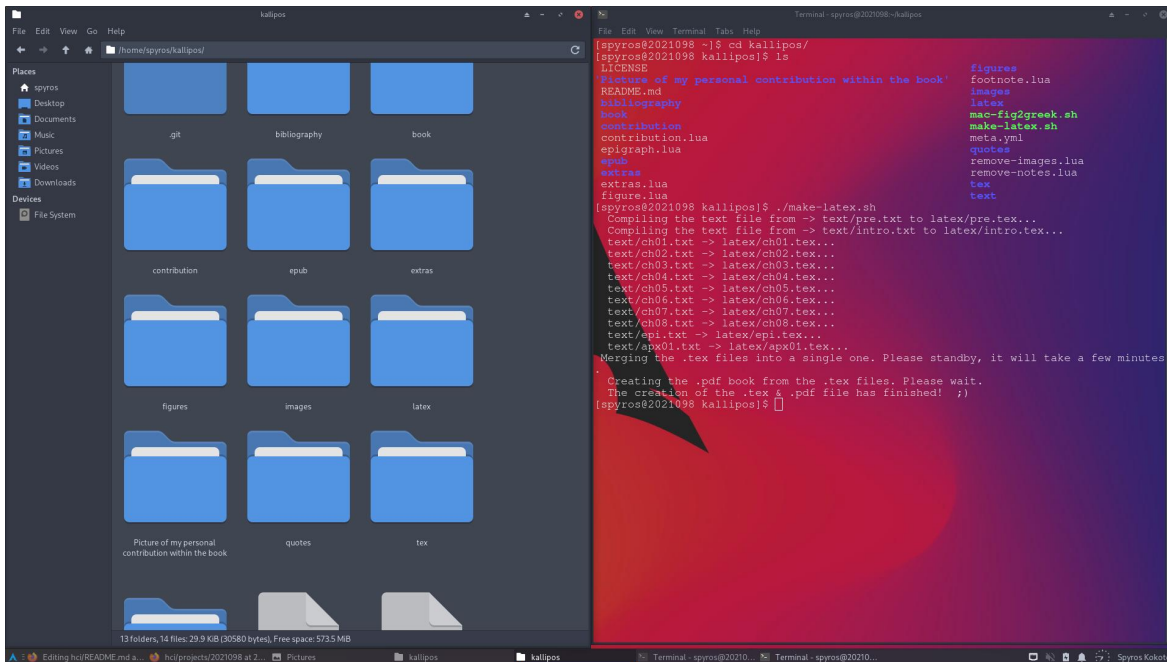 kallipos
File Edit View Go Help
/home/spyros/kallipos/
Places
spyros
Desktop
Documents
Music
Pictures
Videos
Downloads
Devices
File System
.git
bibliography
book
contribution
epub
extras
figures
images
latex
Picture of my personal
contribution within the book
quotes
tex
13 folders, 14 files: 29.9 KiB (30580 bytes), Free space: 573.5 MiB
Terminal - spyros@2021098:~/kallipos
File Edit View Terminal Tabs Help
[spyros@2021098 ~]$ cd kallipos/
[spyros@2021098 kallipos]$ ls
LICENSE figures
'Picture of my personal contribution within the book' footnote.lua
README.md images
bibliography latex
book mac-fig2greek.sh
contribution make-latex.sh
contribution.lua meta.yml
epigraph.lua quotes
epub remove-images.lua
extras remove-notes.lua
extras.lua tex
figure.lua text
[spyros@2021098 kallipos]$ ./make-latex.sh
Compiling the text file from -> text/pre.txt to latex/pre.tex...
Compiling the text file from -> text/intro.txt to latex/intro.tex...
text/ch01.txt -> latex/ch01.tex...
text/ch02.txt -> latex/ch02.tex...
text/ch03.txt -> latex/ch03.tex...
text/ch04.txt -> latex/ch04.tex...
text/ch05.txt -> latex/ch05.tex...
text/ch06.txt -> latex/ch06.tex...
text/ch07.txt -> latex/ch07.tex...
text/ch08.txt -> latex/ch08.tex...
text/epi.txt -> latex/epi.tex...
text/apx01.txt -> latex/apx01.tex...
Merging the .tex files into a single one. Please standby, it will take a few minutes
.
Creating the .pdf book from the .tex files. Please wait.
The creation of the .tex & .pdf file has finished! ;)
[spyros@2021098 kallipos]$
Editing hci/README.md a... hci/projects/2021098 at 2... Pictures kallipos kallipos Terminal - spyros@20210... Terminal - spyros@20210... Spyros Kokot